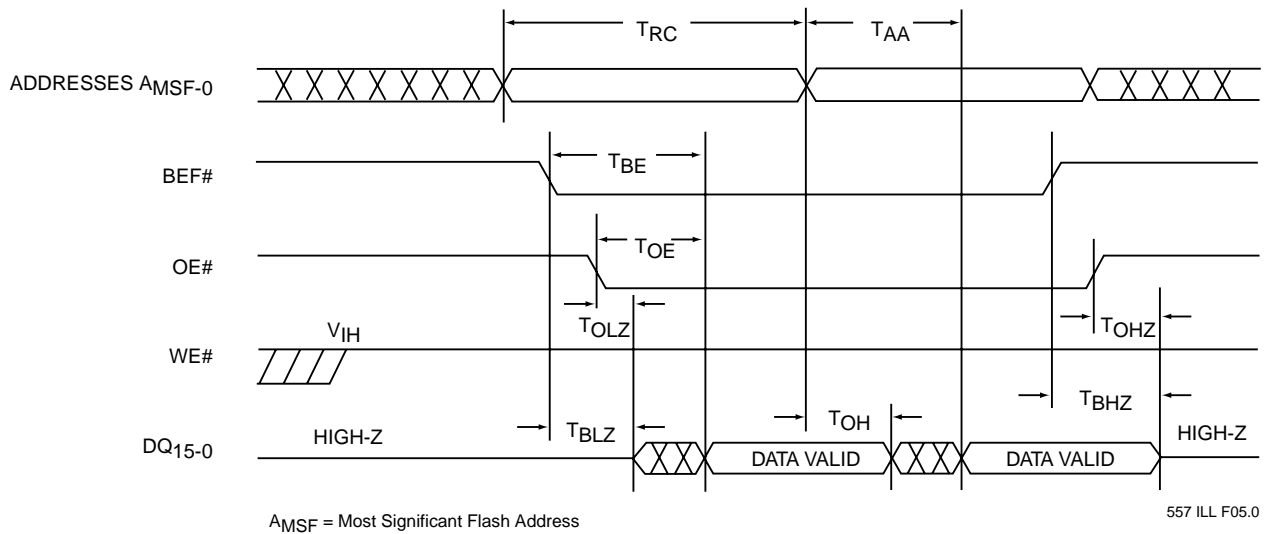 TRC
TAA
ADDRESSES AMSF-0
TBE
BEF#
TOE
OE#
TOLZ
TOHZ
VIH
WE#
TBHZ
TOH
TBLZ
HIGH-Z
HIGH-Z
DQ15-0
DATA VALID
DATA VALID
AMSF = Most Significant Flash Address
557 ILL F05.0